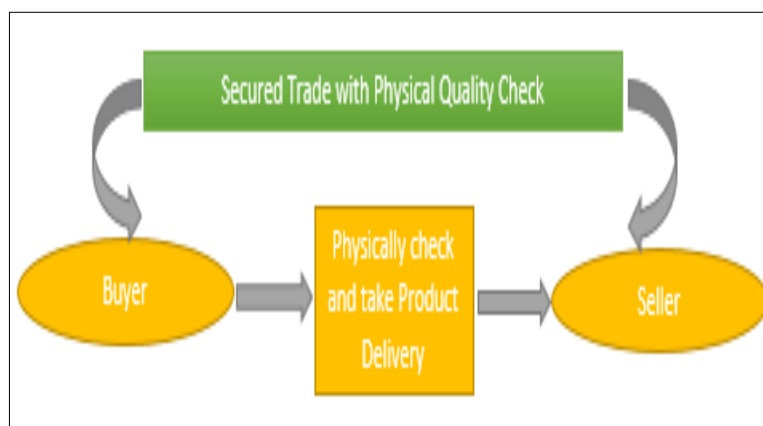 Secured Trade with Physical Quality Check
Physically check
and take Product
Delivery
Buyer
Seller